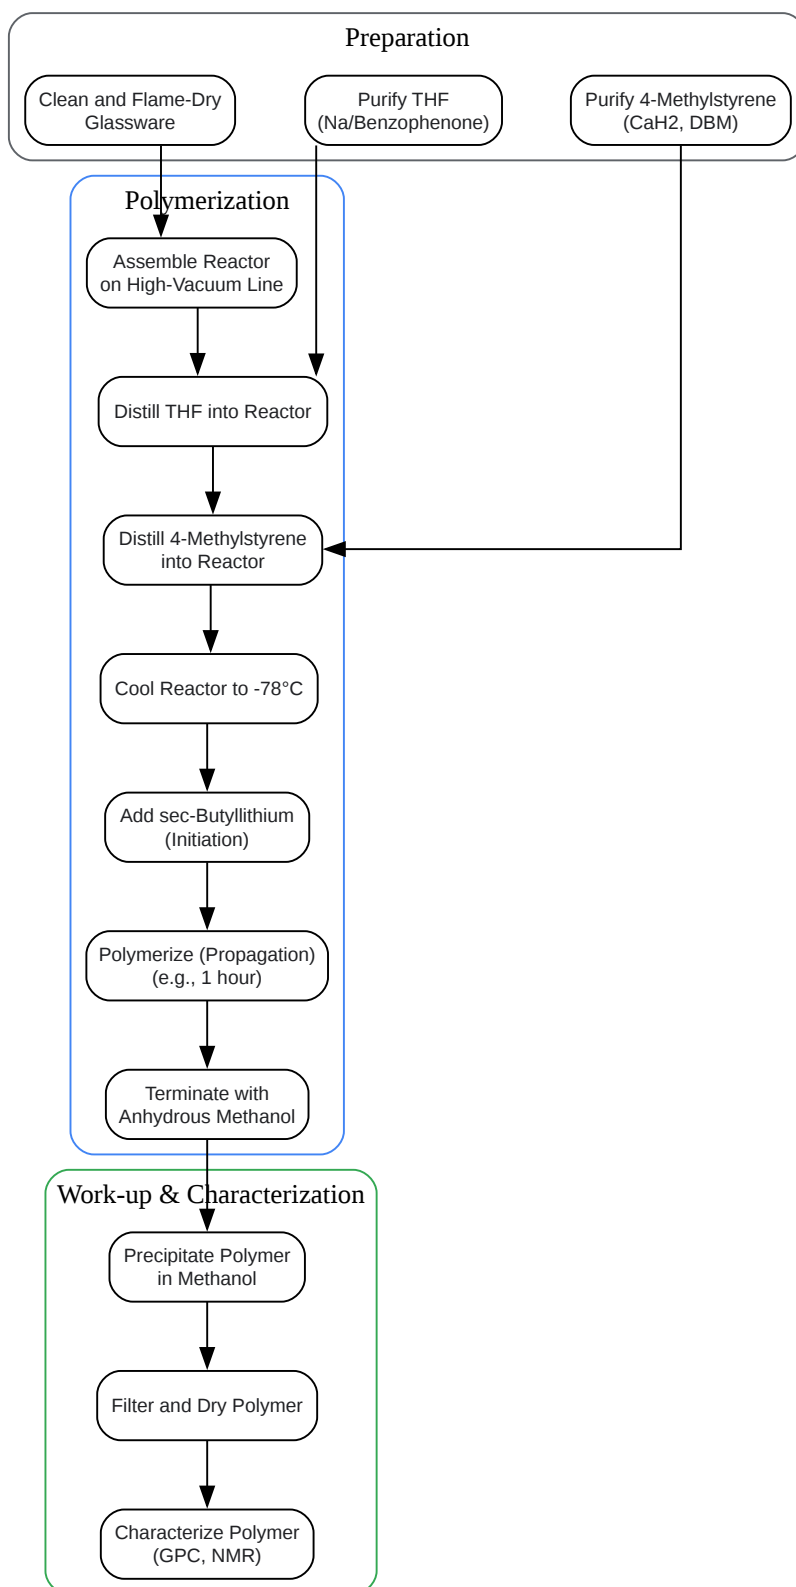 Preparation
Clean and Flame-Dry
Glassware
Purify THF
(Na/Benzophenone)
Purify 4-Methylstyrene
(CaH2, DBM)
Polymerization
Assemble Reactor
on High-Vacuum Line
Distill THF into Reactor
Distill 4-Methylstyrene
into Reactor
Cool Reactor to -78°C
Add sec-Butyllithium
(Initiation)
Polymerize (Propagation)
(e.g., 1 hour)
Terminate with
Anhydrous Methanol
Work-up & Characterization
Precipitate Polymer
in Methanol
Filter and Dry Polymer
Characterize Polymer
(GPC, NMR)